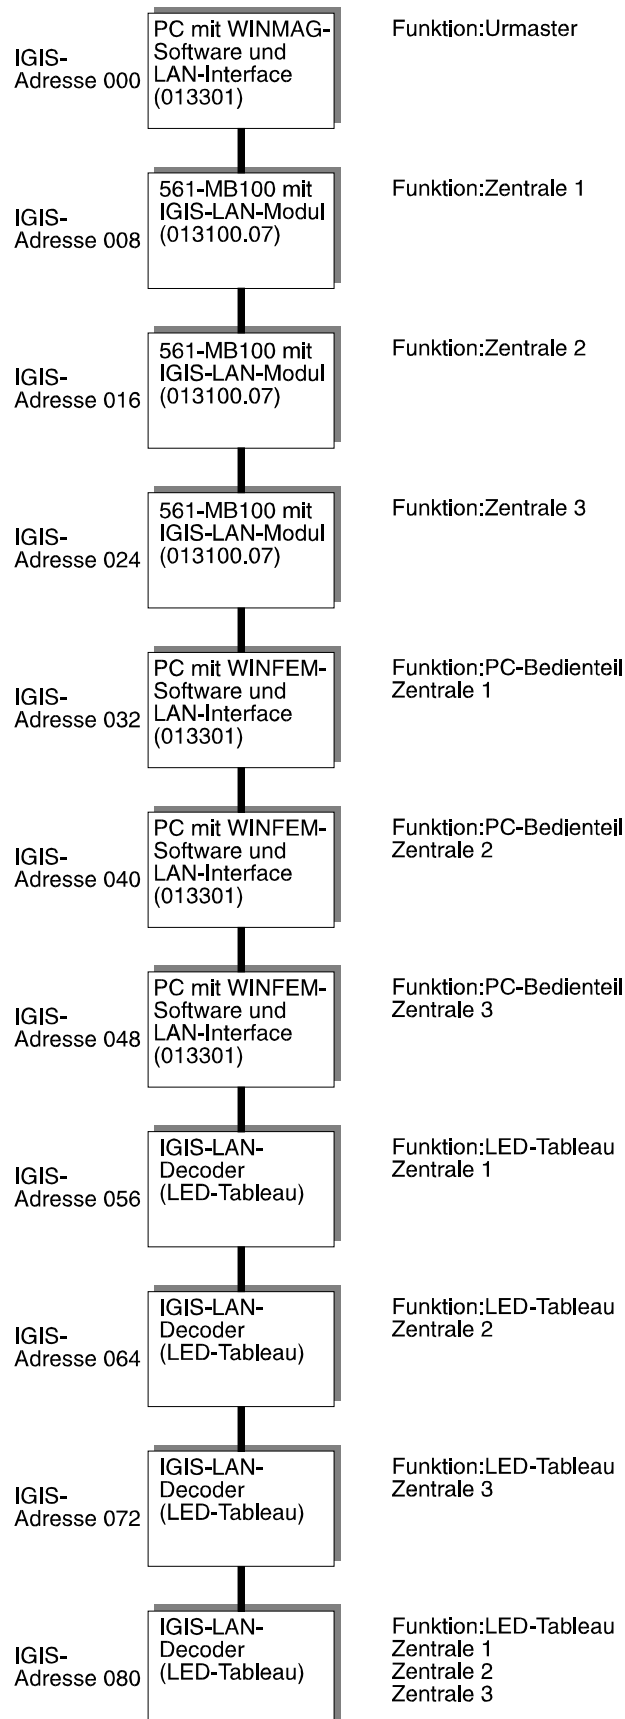 IGIS-
Adresse 000
PC mit WINMAG-
Software und
LAN-Interface
(013301)
Funktion:Urmaster
IGIS-
Adresse 008
561-MB100 mit
IGIS-LAN-Modul
(013100.07)
Funktion:Zentrale 1
IGIS-
Adresse 016
561-MB100 mit
IGIS-LAN-Modul
(013100.07)
Funktion:Zentrale 2
IGIS-
Adresse 024
561-MB100 mit
IGIS-LAN-Modul
(013100.07)
Funktion:Zentrale 3
IGIS-
Adresse 032
PC mit WINFEM-
Software und
LAN-Interface
(013301)
Funktion:PC-Bedienteil
Zentrale 1
IGIS-
Adresse 040
PC mit WINFEM-
Software und
LAN-Interface
(013301)
Funktion:PC-Bedienteil
Zentrale 2
IGIS-
Adresse 048
PC mit WINFEM-
Software und
LAN-Interface
(013301)
Funktion:PC-Bedienteil
Zentrale 3
IGIS-
Adresse 056
IGIS-LAN-
Decoder
(LED-Tableau)
Funktion:LED-Tableau
Zentrale 1
IGIS-
Adresse 064
IGIS-LAN-
Decoder
(LED-Tableau)
Funktion:LED-Tableau
Zentrale 2
IGIS-
Adresse 072
IGIS-LAN-
Decoder
(LED-Tableau)
Funktion:LED-Tableau
Zentrale 3
IGIS-
Adresse 080
IGIS-LAN-
Decoder
(LED-Tableau)
Funktion:LED-Tableau
Zentrale 1
Zentrale 2
Zentrale 3